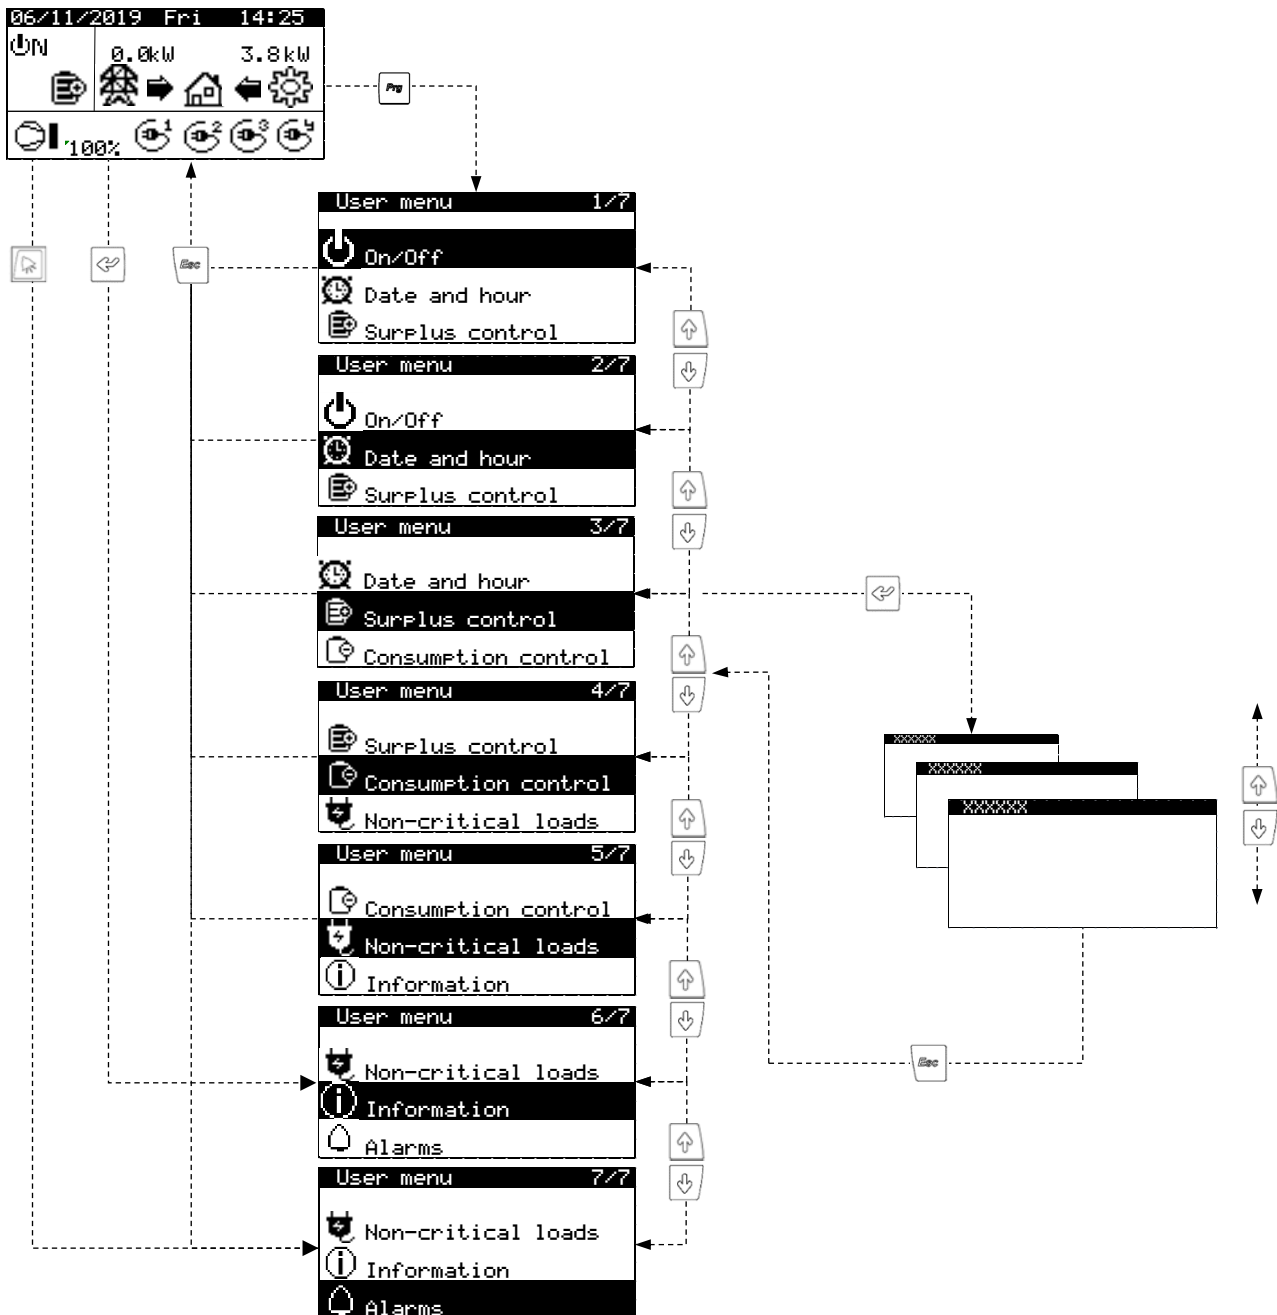 06/11/2019 Fri 14:25
ON
0.0kW 3.8kW
100% 1 2 3 4
Prg
Esc
User menu 1/7
On/Off
Date and hour
Surplus control
User menu 2/7
On/Off
Date and hour
Surplus control
User menu 3/7
Date and hour
Surplus control
Consumption control
User menu 4/7
Surplus control
Consumption control
Non-critical loads
User menu 5/7
Consumption control
Non-critical loads
Information
User menu 6/7
Non-critical loads
Information
Alarms
User menu 7/7
Non-critical loads
Information
Alarms
XXXXXX
XXXXXX
XXXXXX
Esc